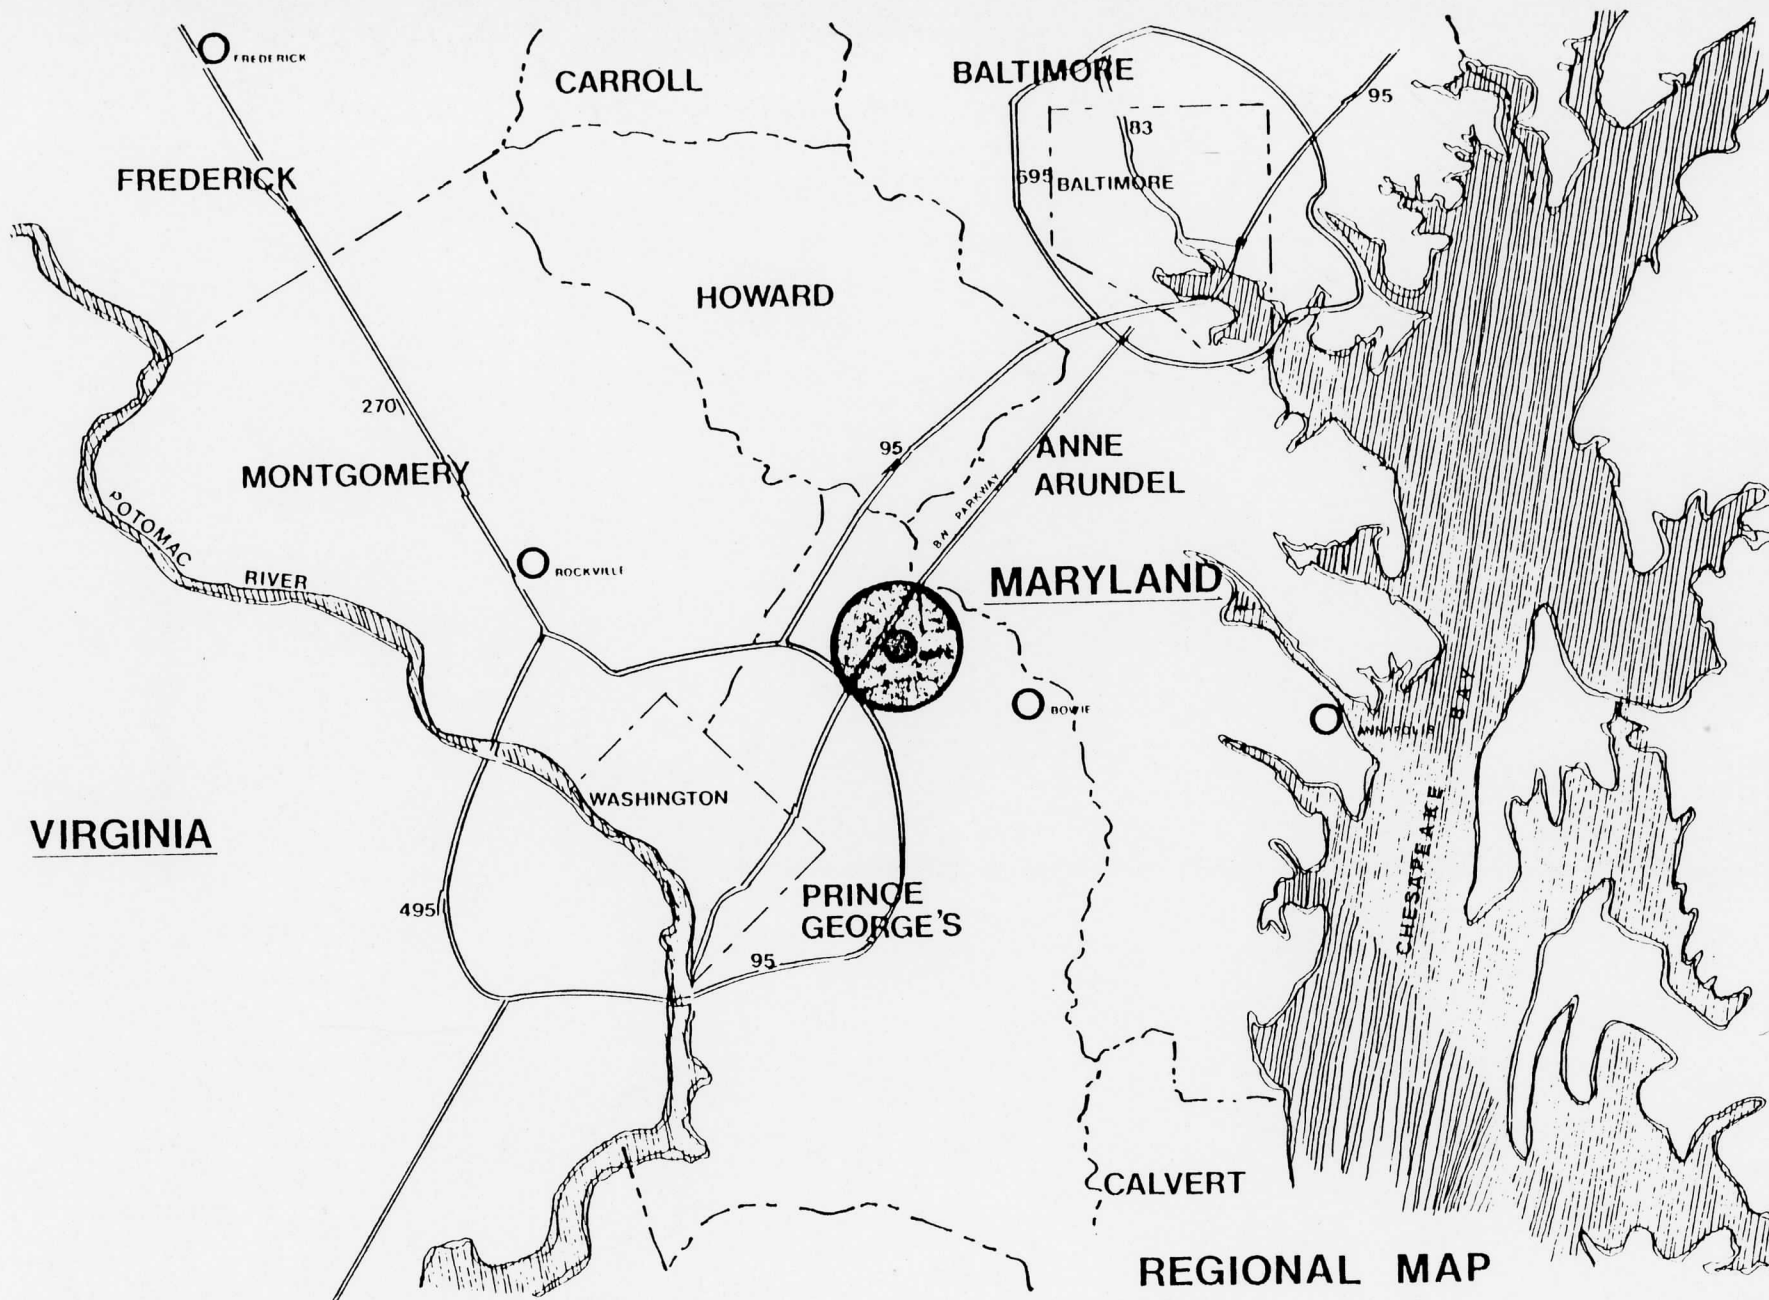 FREDERICK
CARROLL
BALTIMORE
95
83
695
BALTIMORE
FREDERICK
HOWARD
270
95
ANNE
ARUNDEL
MONTGOMERY
POTOMAC
RIVER
PARKWAY
ROCKVILLE
MARYLAND
BOWIE
ANNAPOLIS
CHESAPEAKE BAY
WASHINGTON
VIRGINIA
PRINCE
GEORGE'S
495
95
CALVERT
REGIONAL MAP